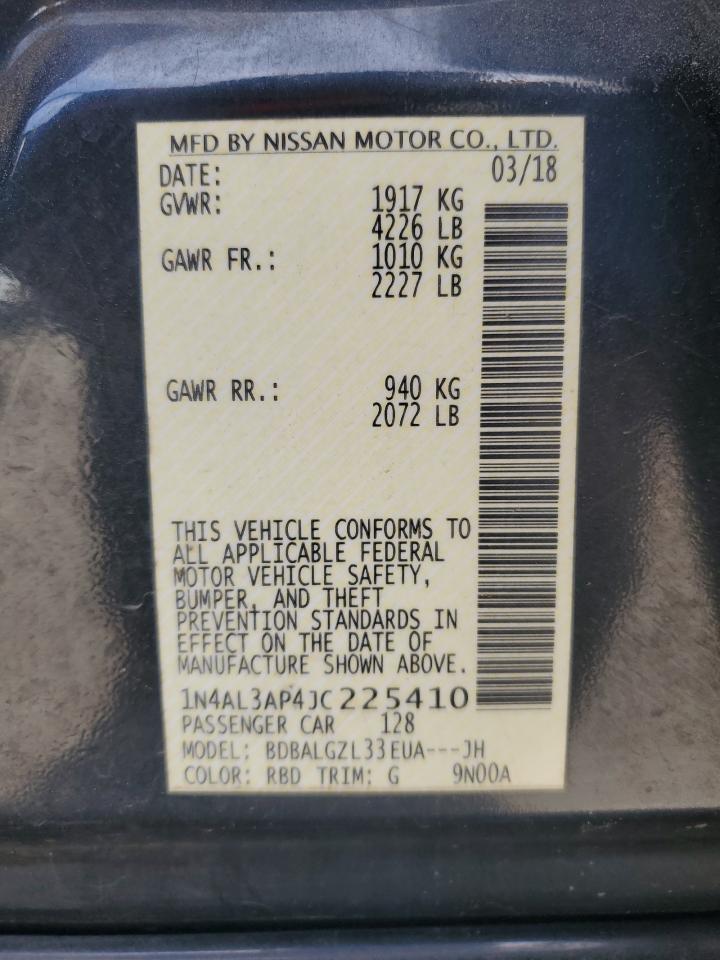 MFD BY NISSAN MOTOR CO., LTD.
DATE: 03/18
GVWR: 1917 KG
4226 LB
GAWR FR.: 1010 KG
2227 LB
GAWR RR.: 940 KG
2072 LB
THIS VEHICLE CONFORMS TO
ALL APPLICABLE FEDERAL
MOTOR VEHICLE SAFETY,
BUMPER, AND THEFT
PREVENTION STANDARDS IN
EFFECT ON THE DATE OF
MANUFACTURE SHOWN ABOVE.
1N4AL3AP4JC225410
PASSENGER CAR 128
MODEL: BDBALGZL33EUA---JH
COLOR: RBD TRIM: G 9N00A